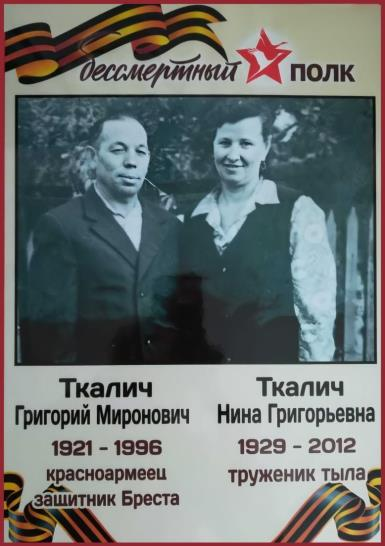 бессмертный полк
Ткалич Ткалич
Григорий Миронович Нина Григорьевна
1921 - 1996 1929 - 2012
красноармеец труженик тыла
защитник Бреста